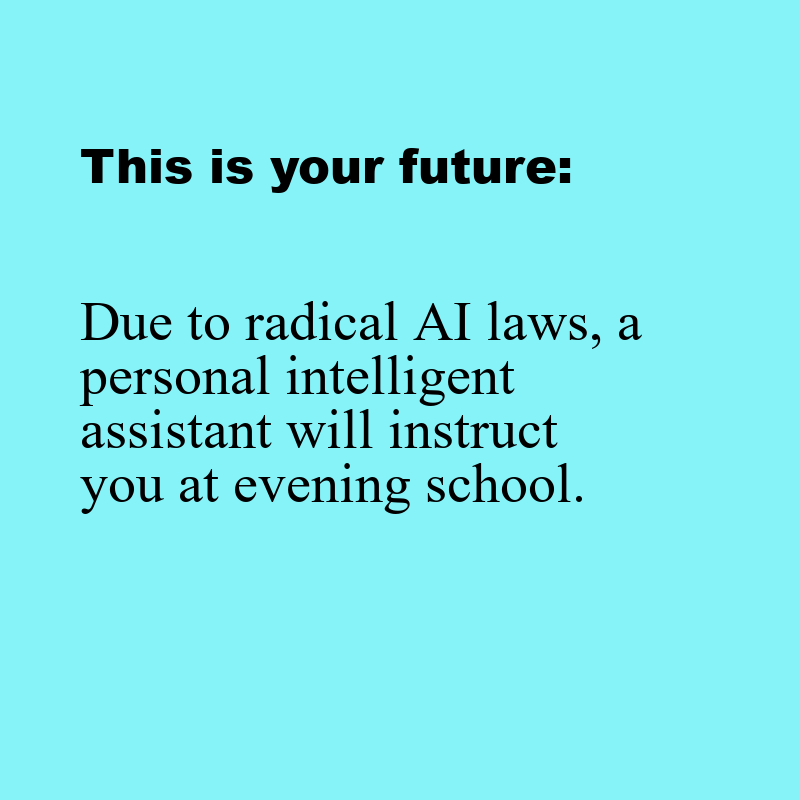 This is your future:
Due to radical AI laws, a
personal intelligent
assistant will instruct
you at evening school.